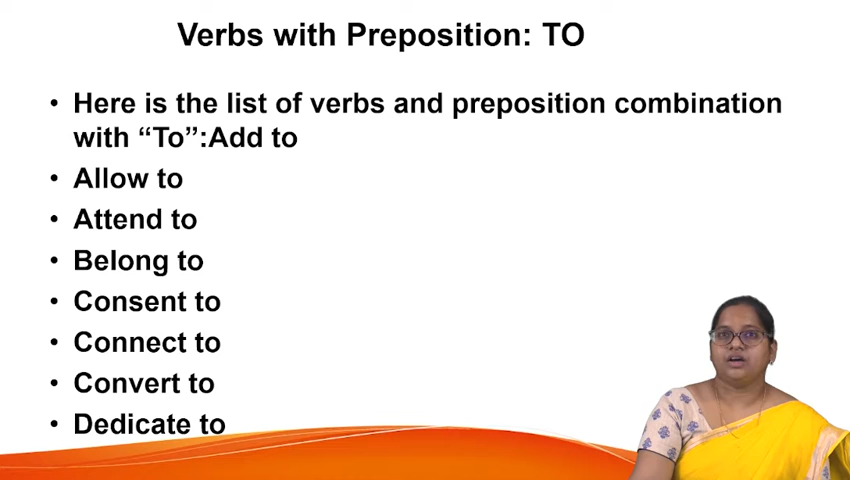 Verbs with Preposition: TO
• Here is the list of verbs and preposition combination
with “To”:Add to
• Allow to
• Attend to
• Belong to
• Consent to
• Connect to
• Convert to
• Dedicate to